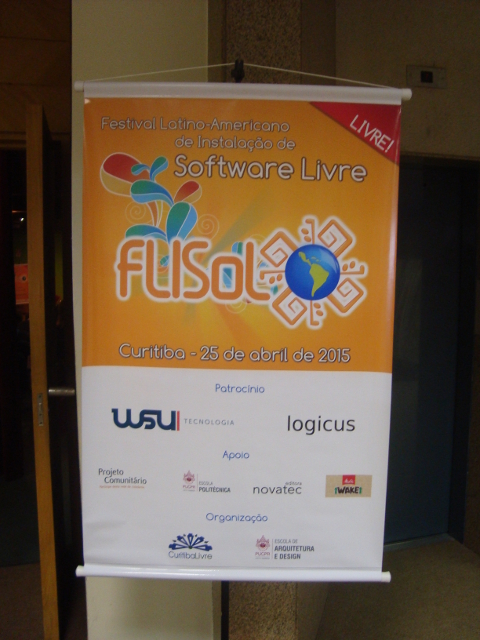 Festival Latino-Americano
de Instalação de
Software Livre
LIVRE!
FLISoL
Curitiba - 25 de abril de 2015
Patrocínio
WSU TECNOLOGIA
logicus
Apoio
Projeto
Comunitário
PUCPR
ESCOLA
POLITÉCNICA
editora
novatec
WAKE
Organização
CuritibaLivre
PUCPR
ESCOLA DE
ARQUITETURA
E DESIGN